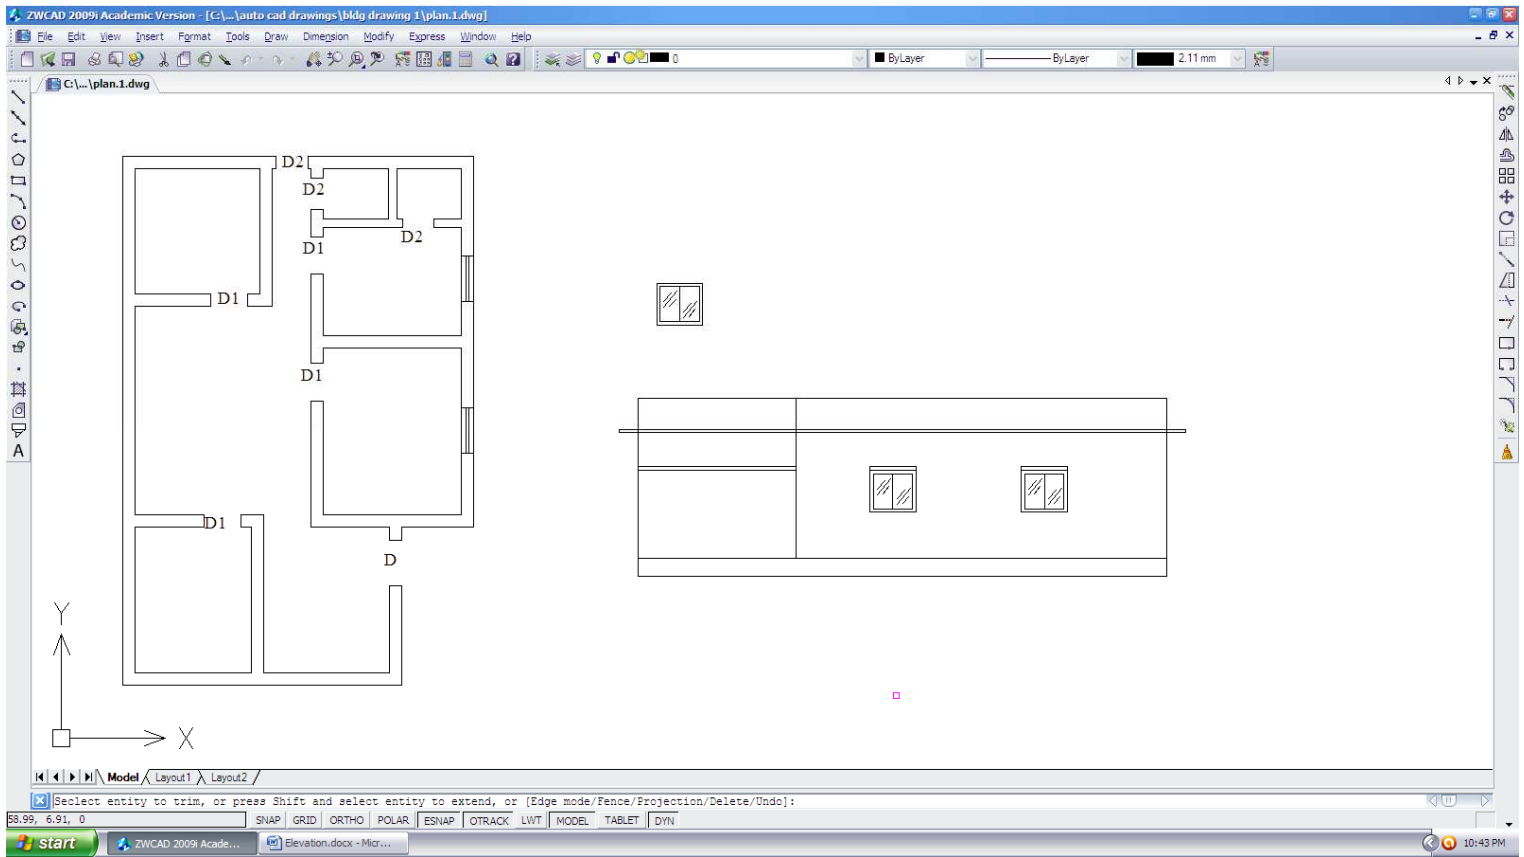 ZWCAD 2009i Academic Version - [C:\...\auto cad drawings\bldg drawing 1\plan.1.dwg]
File Edit View Insert Format Tools Draw Dimension Modify Express Window Help
0 ByLayer ByLayer 2.11 mm
C:\...\plan.1.dwg
D2
D2
D2
D1
D1
D1
D1
D
Y
X
A
Model Layout1 Layout2
Seclect entity to trim, or press Shift and select entity to extend, or [Edge mode/Fence/Projection/Delete/Undo]:
58.99, 6.91, 0 SNAP GRID ORTHO POLAR ESNAP OTRACK LWT MODEL TABLET DYN
start ZWCAD 2009i Acade... Elevation.docx - Micr... 10:43 PM